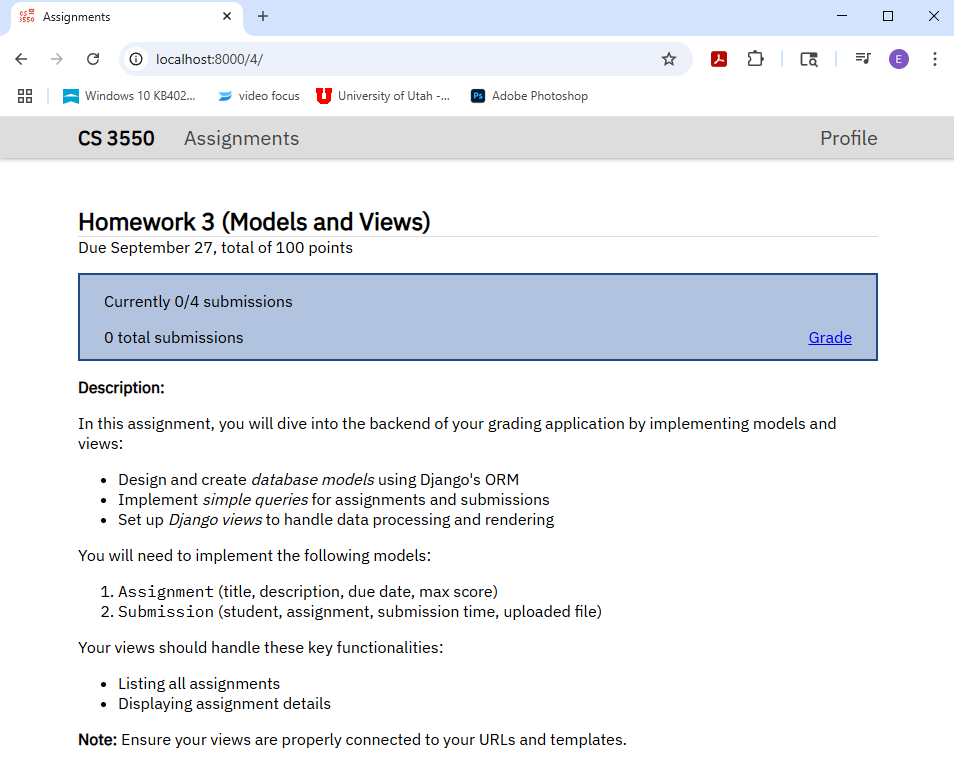 CS 3550
Assignments
localhost:8000/4/
E
Windows 10 KB402...
video focus
U
University of Utah -...
Ps
Adobe Photoshop
CS 3550
Assignments
Profile
Homework 3 (Models and Views)
Due September 27, total of 100 points
Currently 0/4 submissions
0 total submissions
Grade
Description:
In this assignment, you will dive into the backend of your grading application by implementing models and
views:
• Design and create database models using Django's ORM
• Implement simple queries for assignments and submissions
• Set up Django views to handle data processing and rendering
You will need to implement the following models:
1. Assignment (title, description, due date, max score)
2. Submission (student, assignment, submission time, uploaded file)
Your views should handle these key functionalities:
• Listing all assignments
• Displaying assignment details
Note: Ensure your views are properly connected to your URLs and templates.